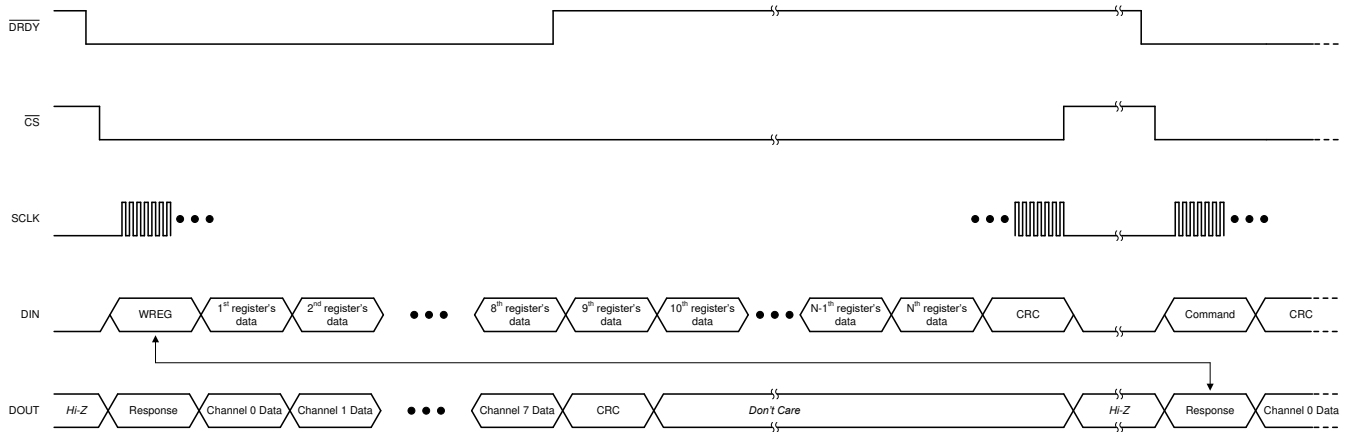 DRDY
CS
SCLK
DIN
WREG
1st register's
data
2nd register's
data
8th register's
data
9th register's
data
10th register's
data
N-1th register's
data
Nth register's
data
CRC
Command
CRC
DOUT
Hi-Z
Response
Channel 0 Data
Channel 1 Data
Channel 7 Data
CRC
Don't Care
Hi-Z
Response
Channel 0 Data